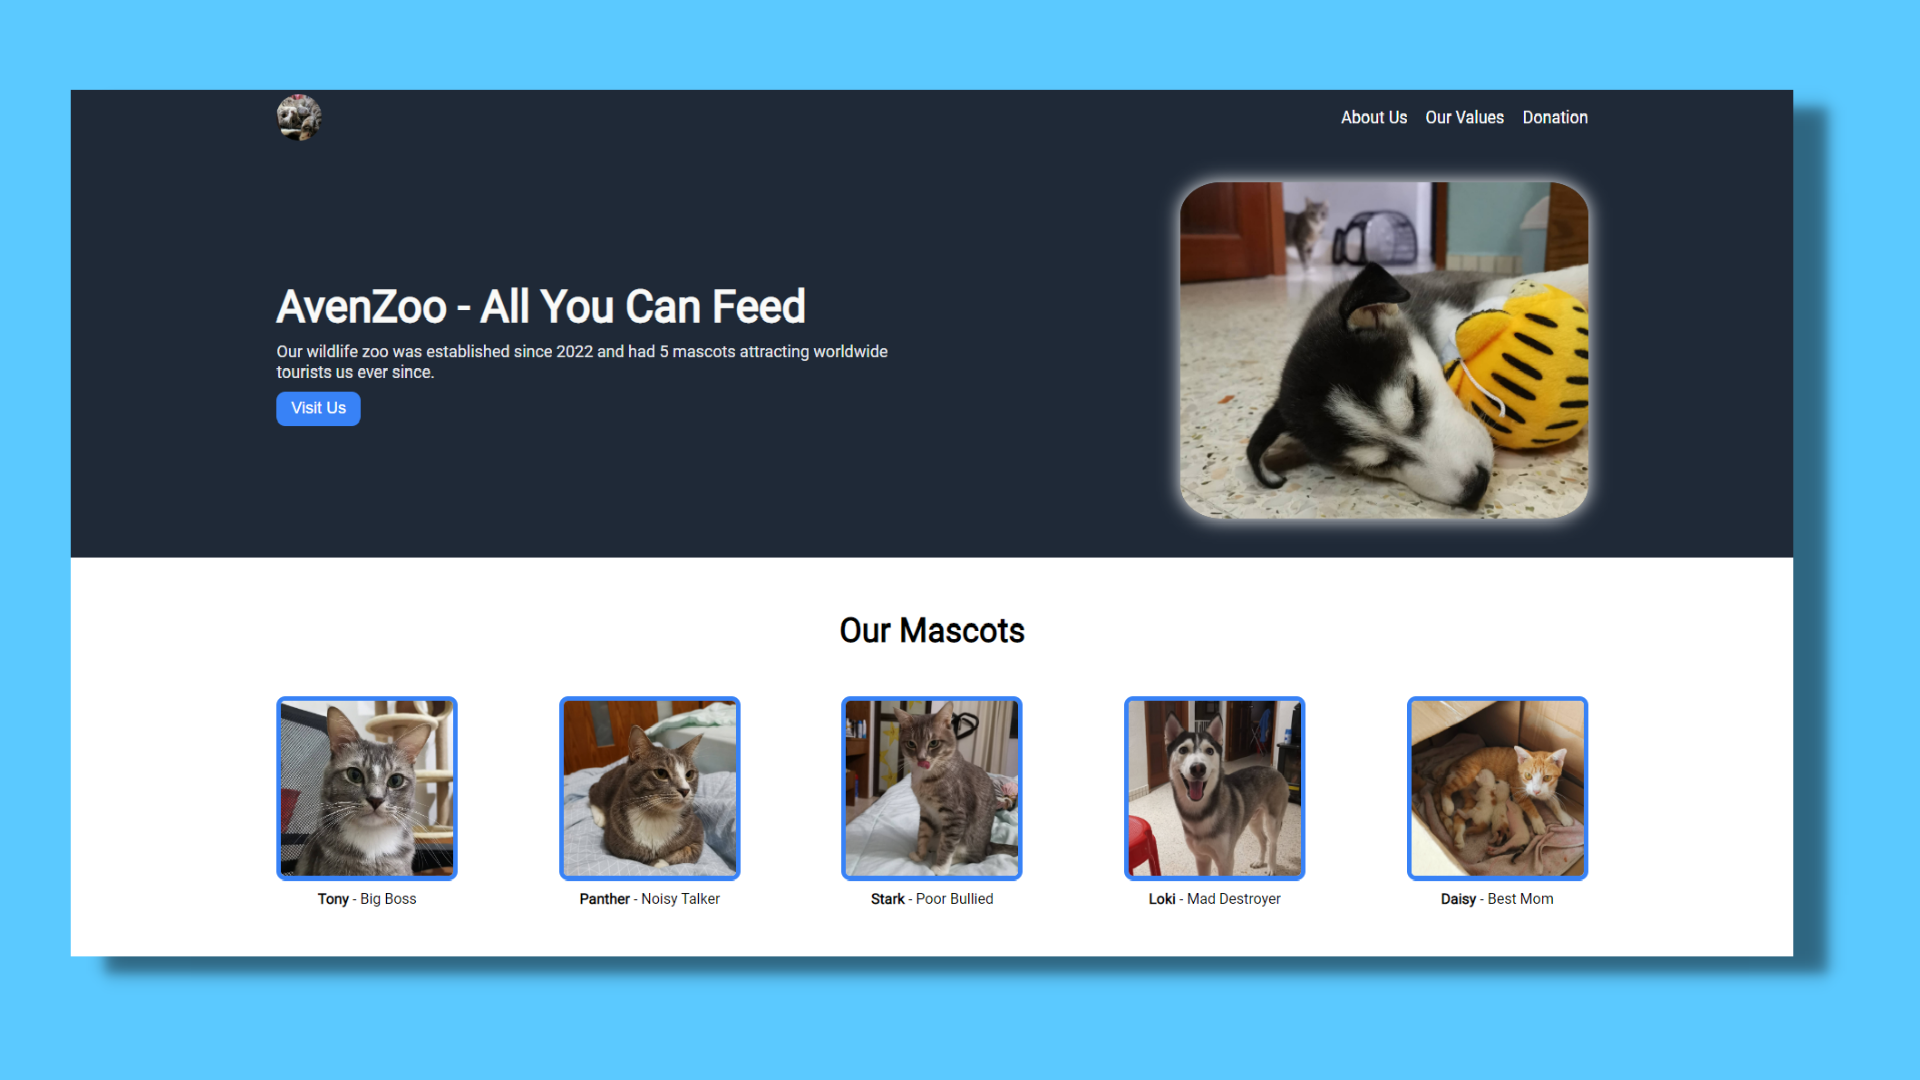 About Us Our Values Donation
AvenZoo - All You Can Feed
Our wildlife zoo was established since 2022 and had 5 mascots attracting worldwide
tourists us ever since.
Visit Us
Our Mascots
Tony - Big Boss
Panther - Noisy Talker
Stark - Poor Bullied
Loki - Mad Destroyer
Daisy - Best Mom